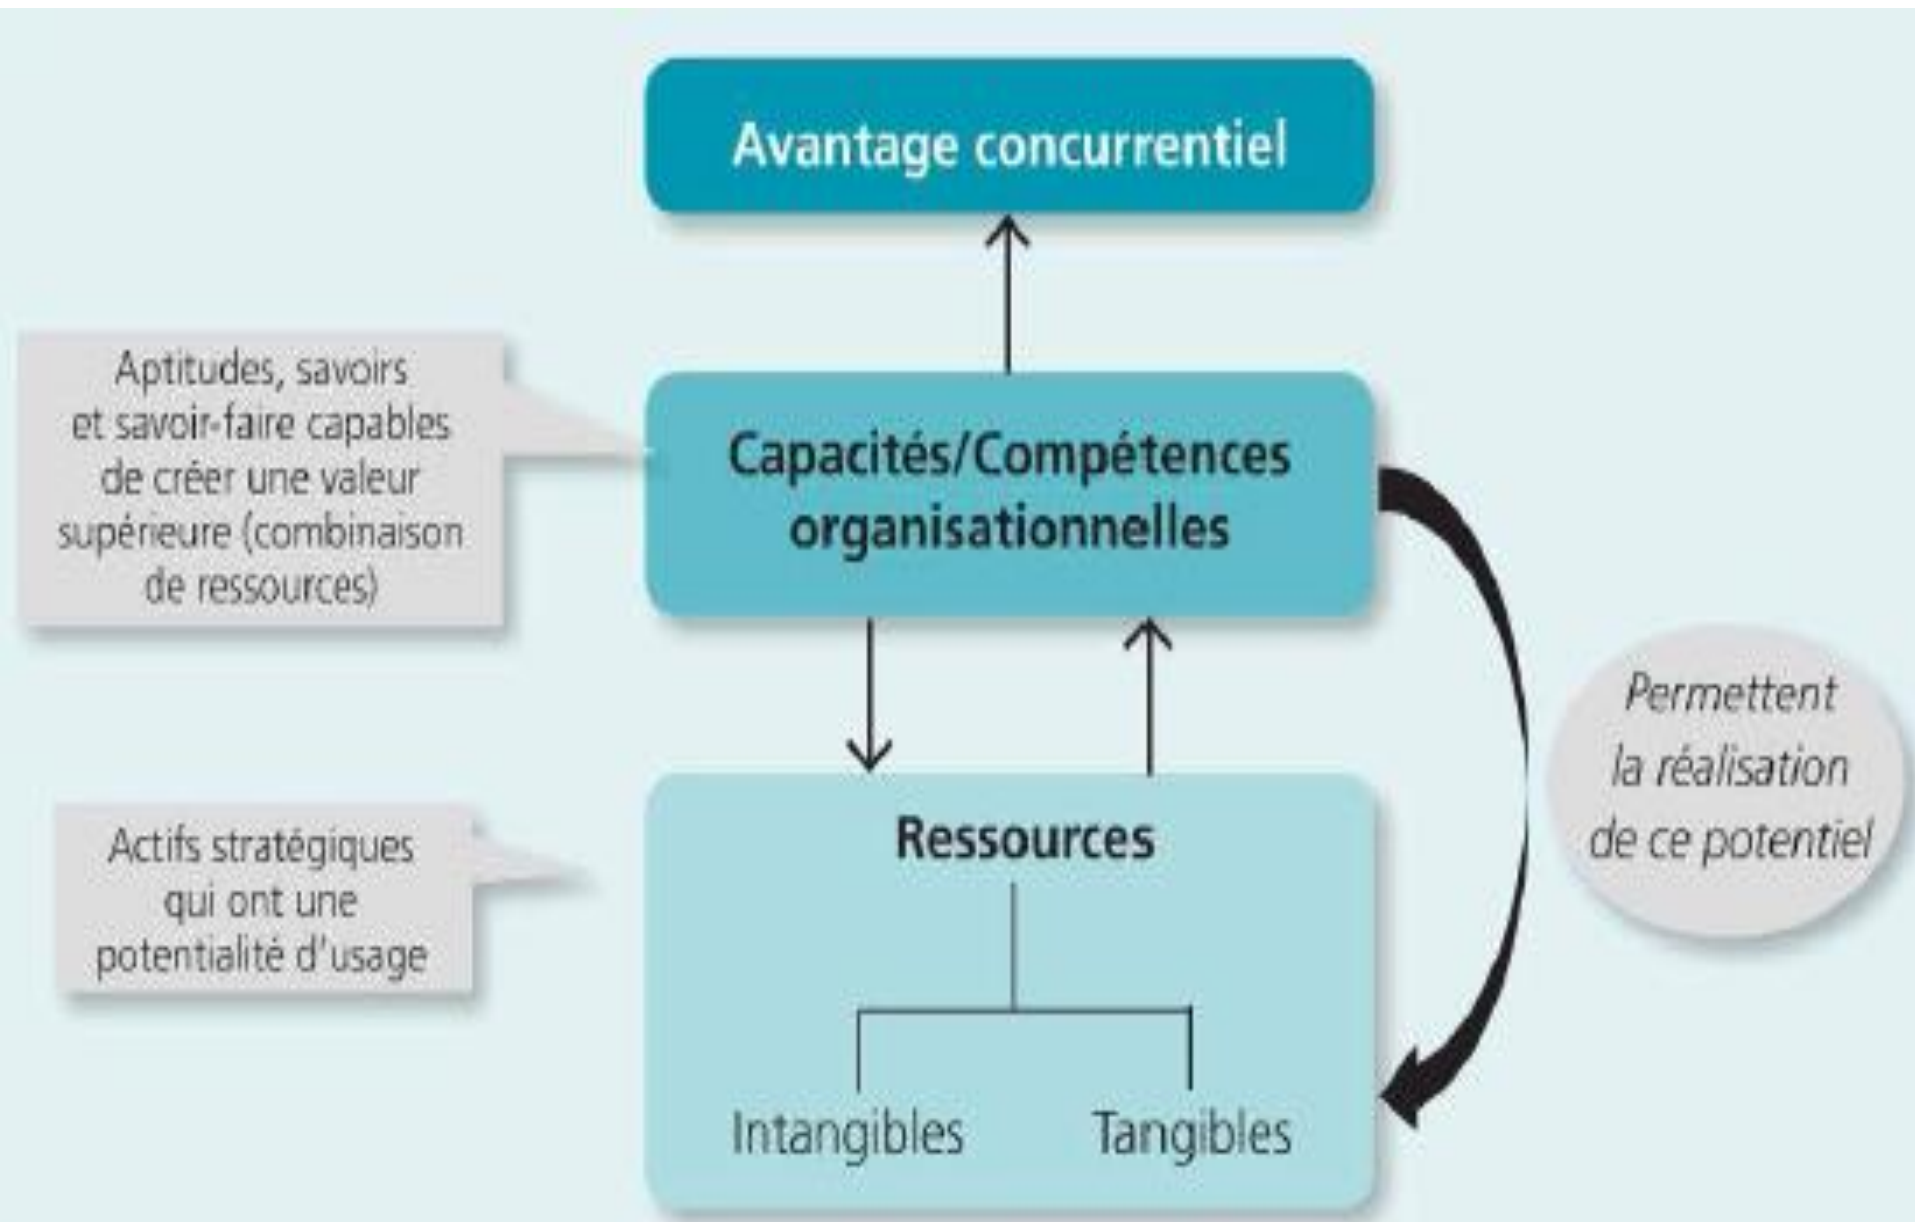 Avantage concurrentiel
Aptitudes, savoirs
et savoir-faire capables
de créer une valeur
supérieure (combinaison
de ressources)
Capacités/Compétences
organisationnelles
Permettent
la réalisation
de ce potentiel
Actifs stratégiques
qui ont une
potentialité d'usage
Ressources
Intangibles
Tangibles